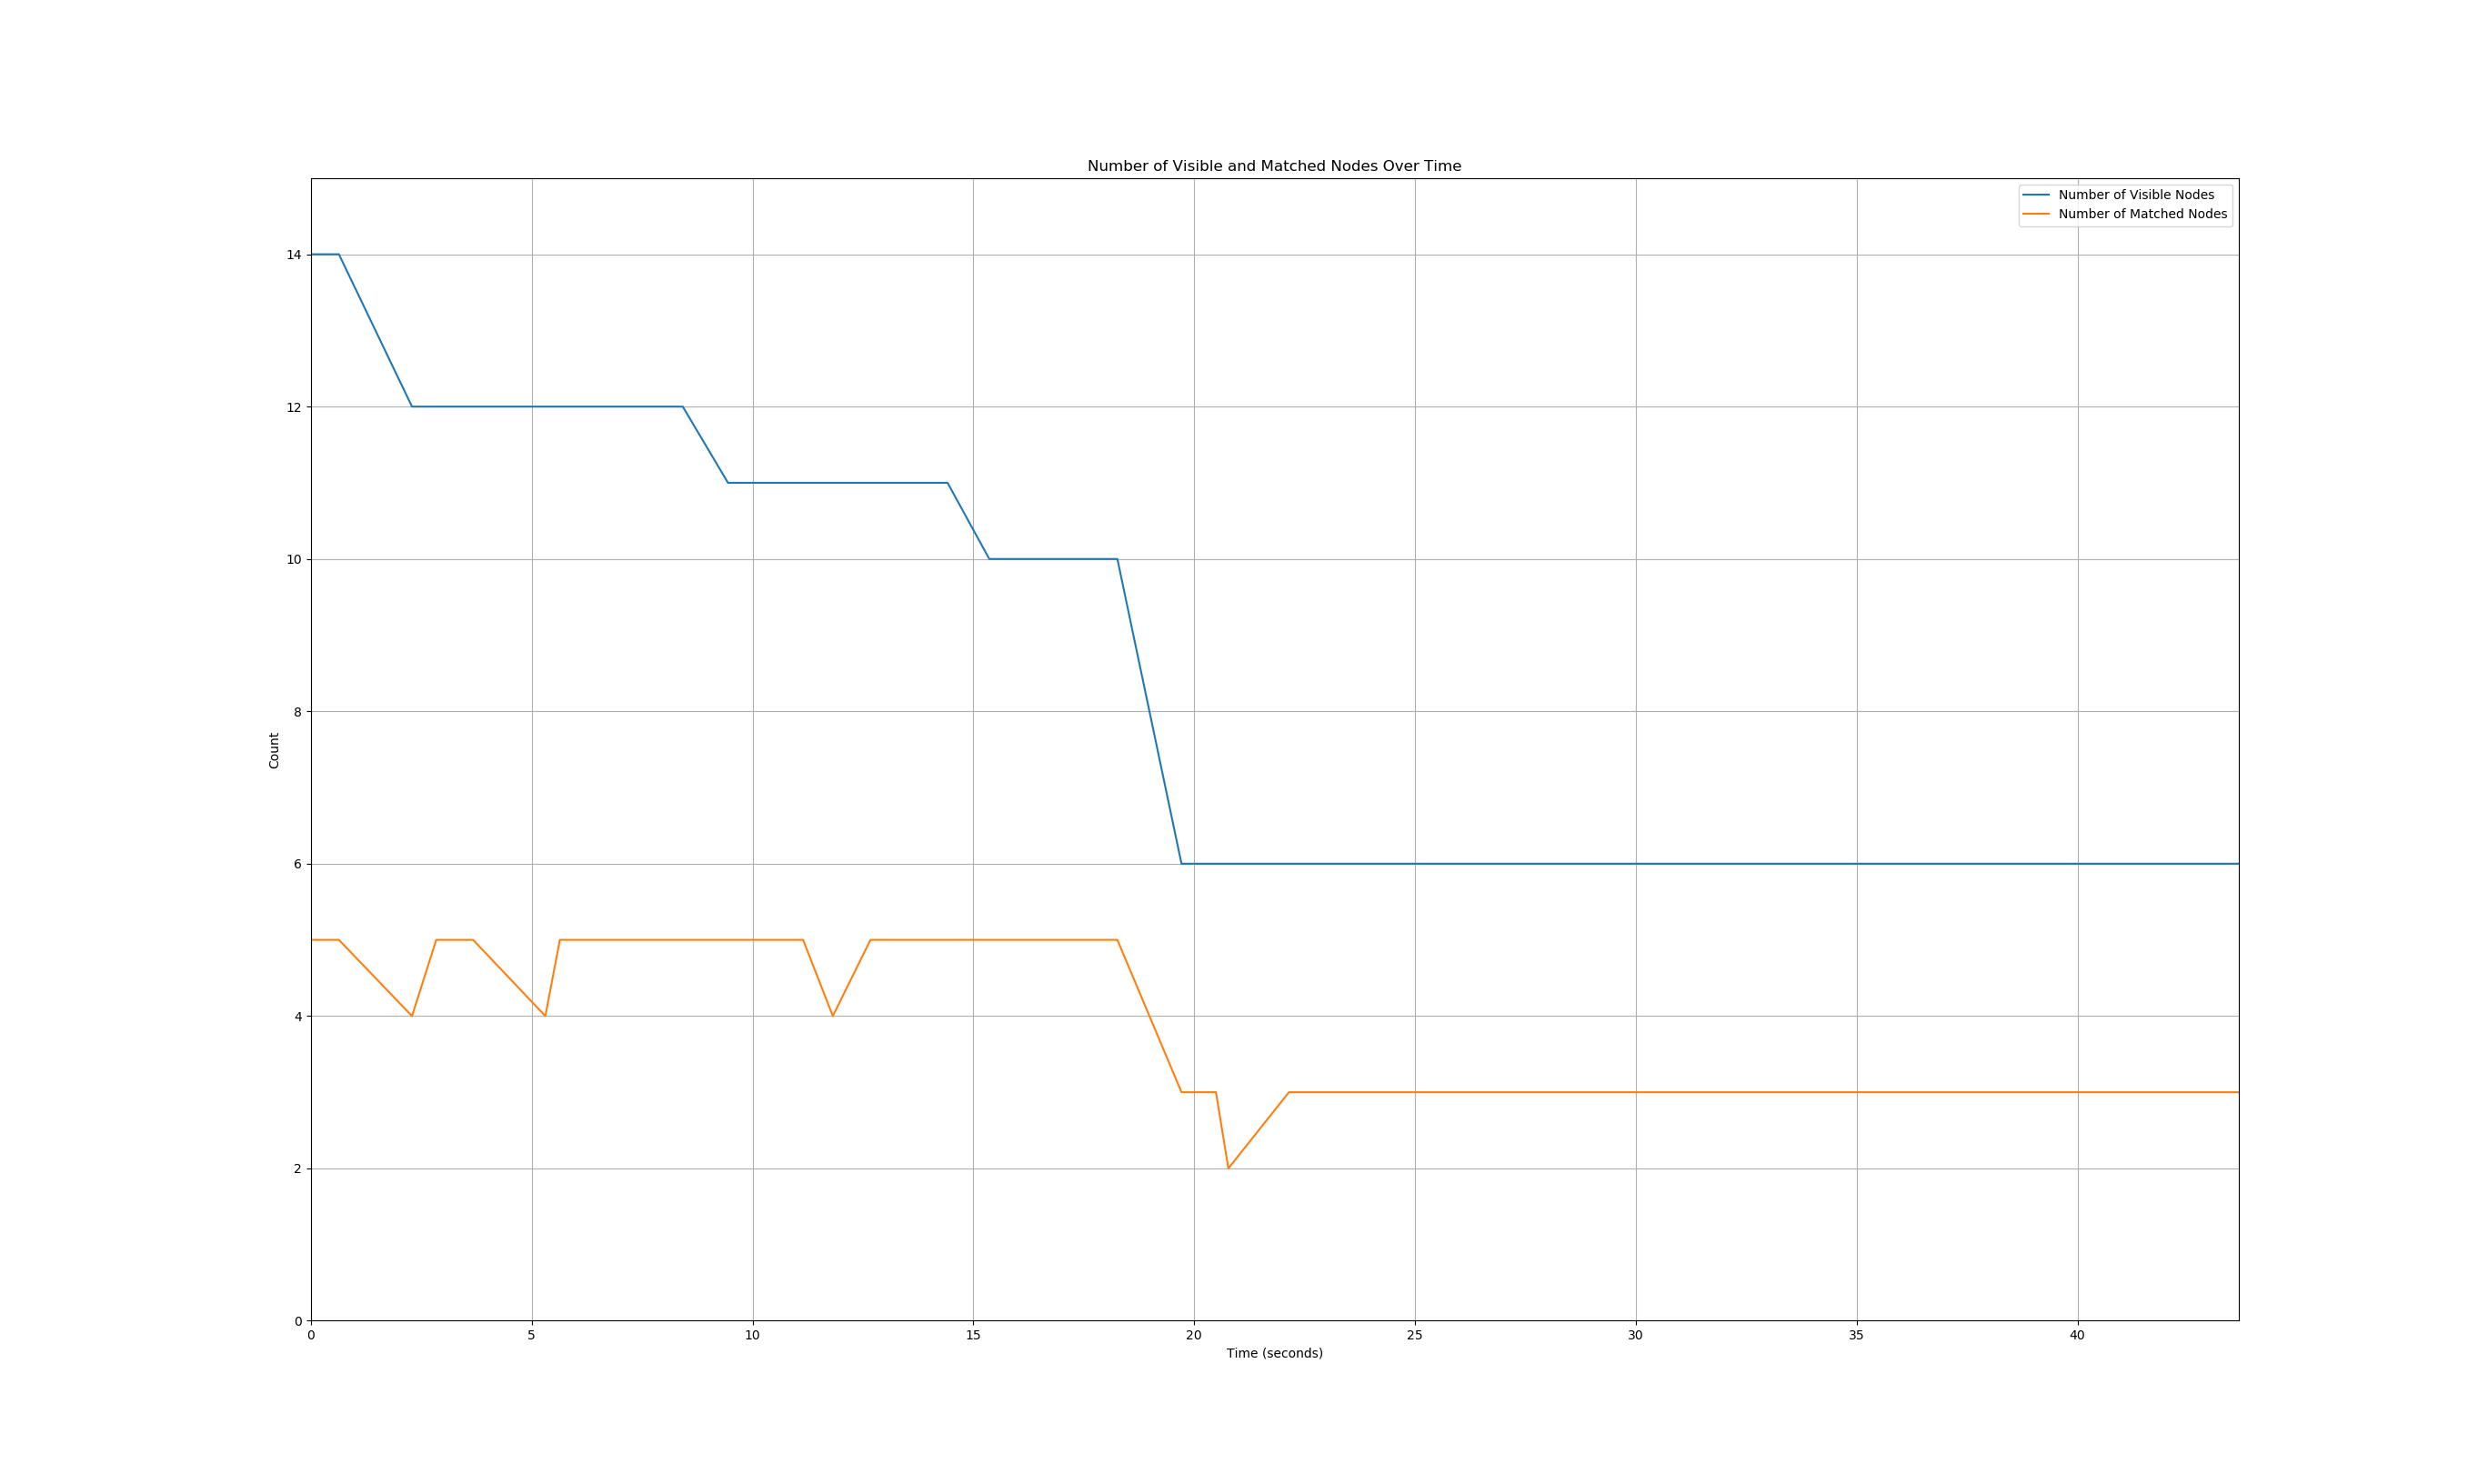 Number of Visible and Matched Nodes Over Time
Number of Visible Nodes
Number of Matched Nodes
14
12
10
8
6
4
2
0
Count
0 5 10 15 20 25 30 35 40
Time (seconds)